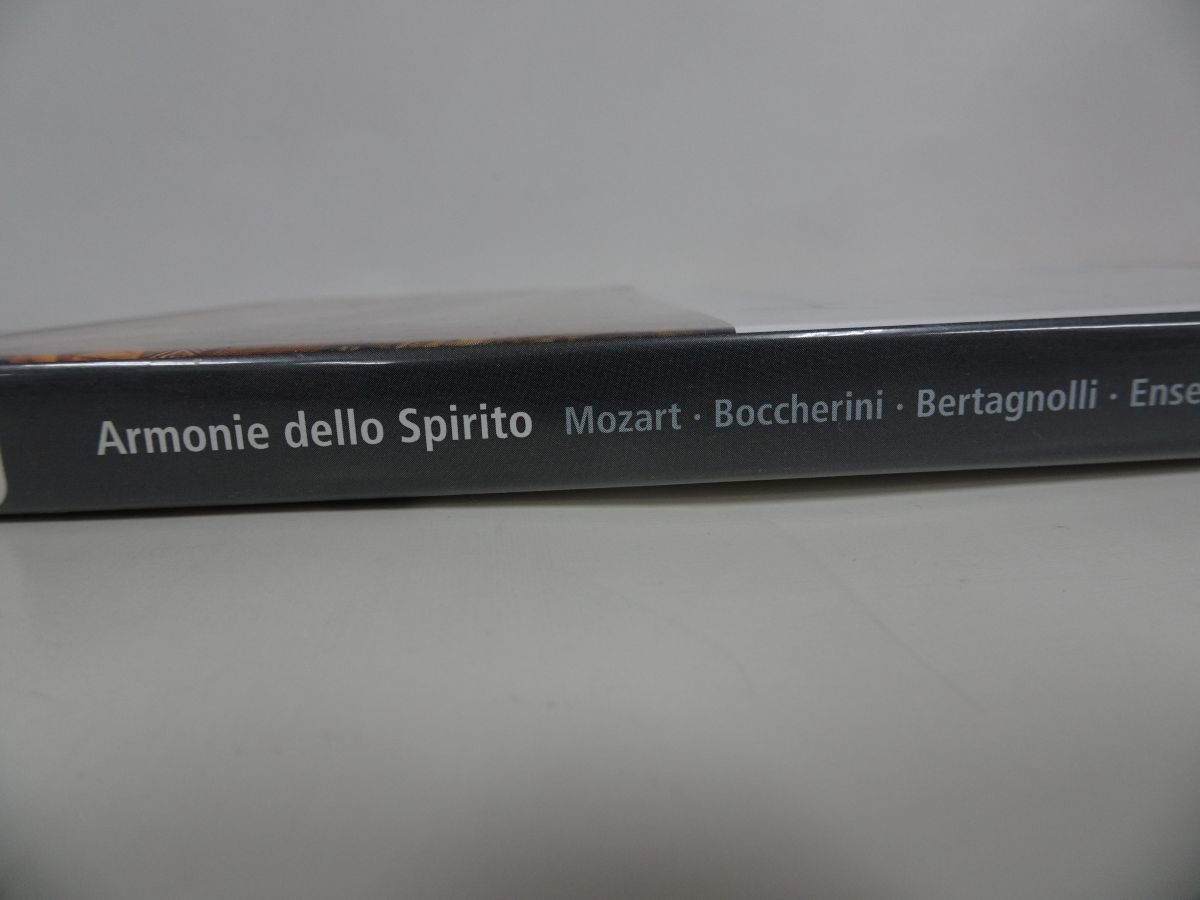 Armonie dello Spirito Mozart · Boccherini · Bertagnolli ·